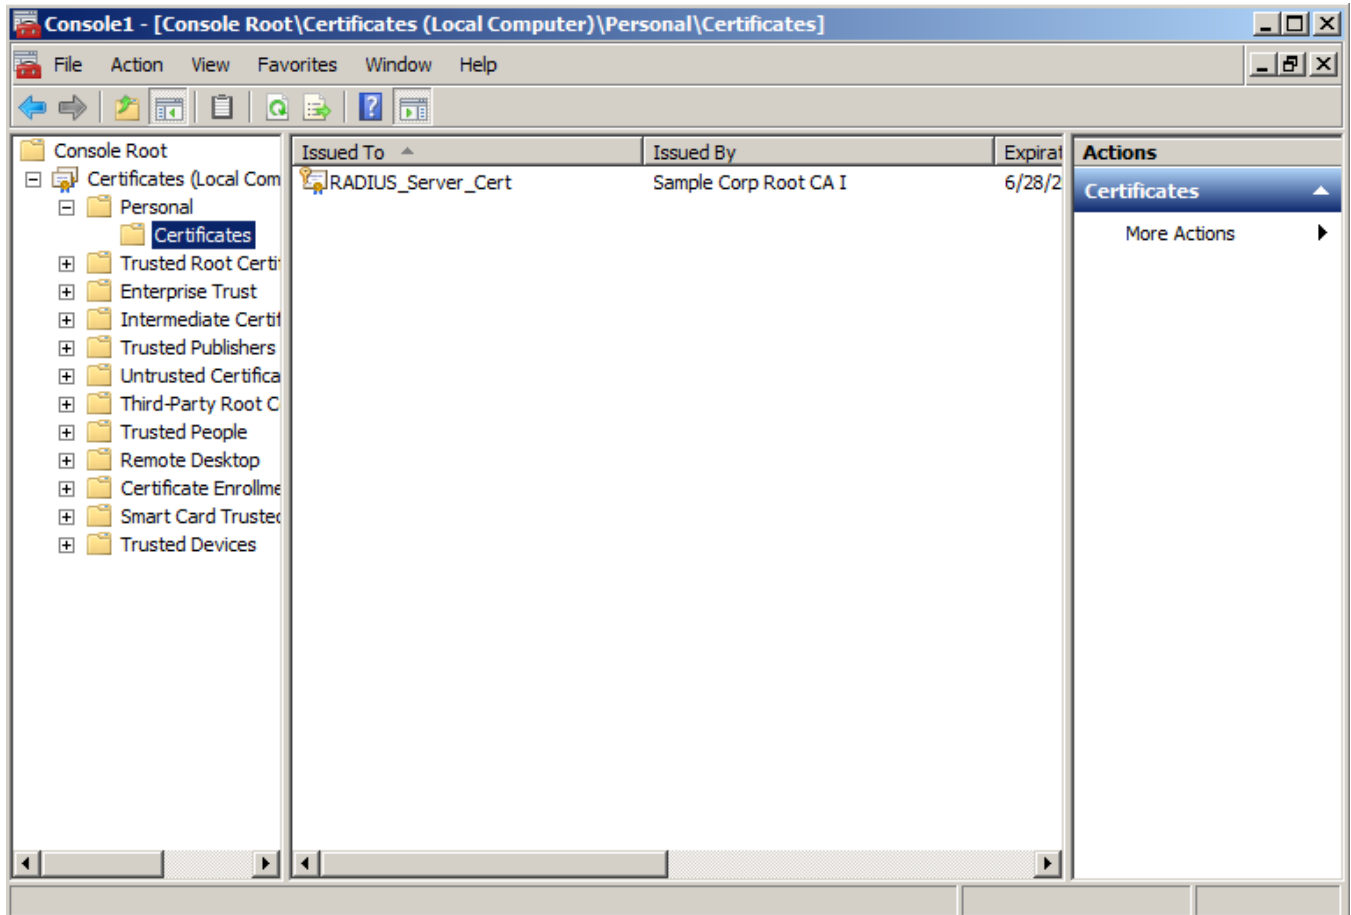 Console1 - [Console Root\Certificates (Local Computer)\Personal\Certificates]
File Action View Favorites Window Help
Console Root
Certificates (Local Com
Personal
Certificates
Trusted Root Certi
Enterprise Trust
Intermediate Certif
Trusted Publishers
Untrusted Certifica
Third-Party Root C
Trusted People
Remote Desktop
Certificate Enrollme
Smart Card Trusted
Trusted Devices
Issued To Issued By Expirat
RADIUS_Server_Cert Sample Corp Root CA I 6/28/2
Actions
Certificates
More Actions